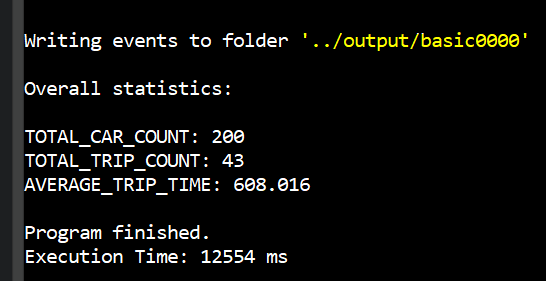 Writing events to folder '../output/basic0000'
Overall statistics:
TOTAL_CAR_COUNT: 200
TOTAL_TRIP_COUNT: 43
AVERAGE_TRIP_TIME: 608.016
Program finished.
Execution Time: 12554 ms